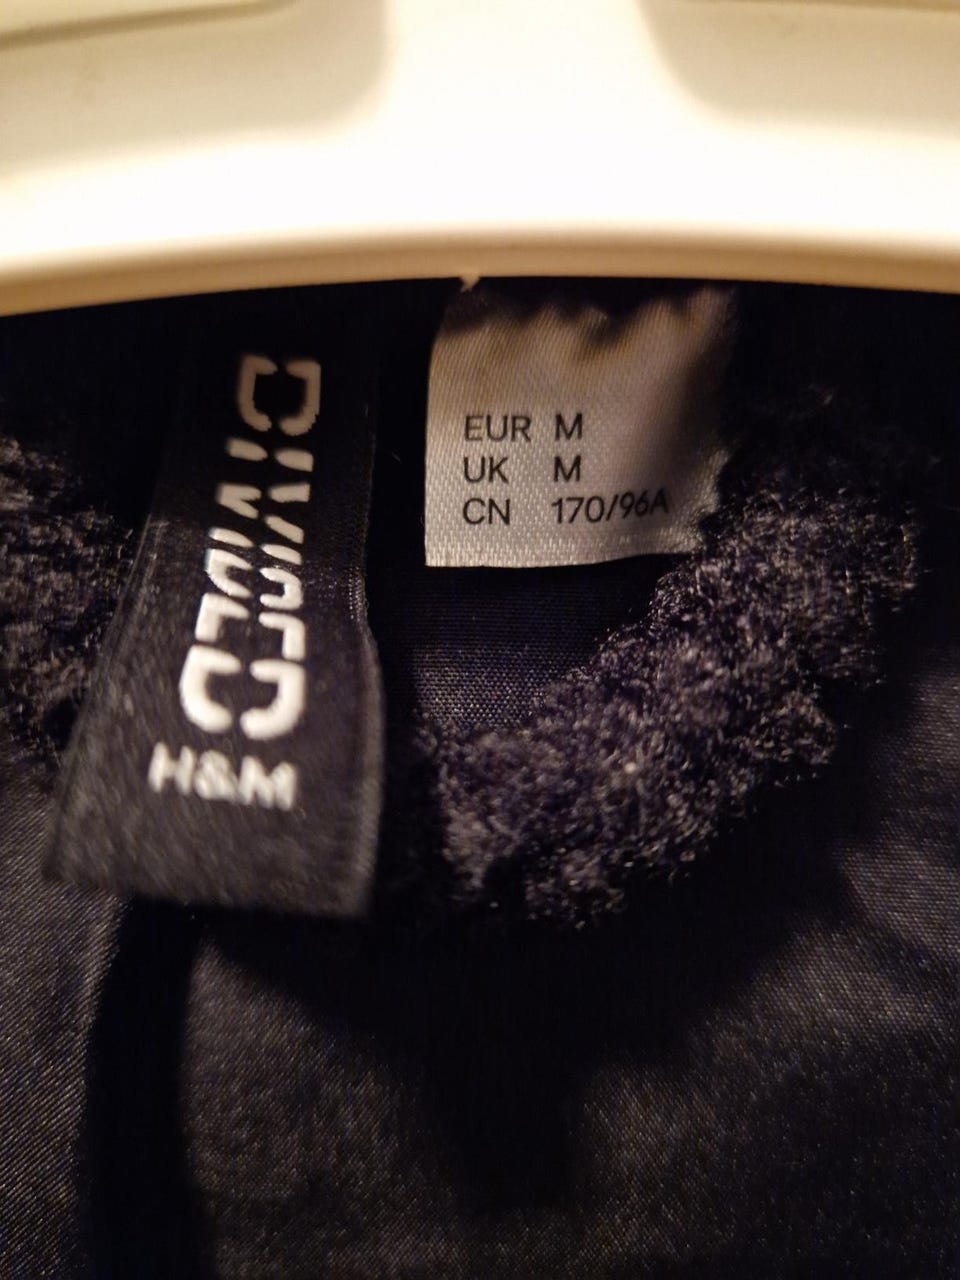 DIVIDED
H&M
EUR M
UK M
CN 170/96A